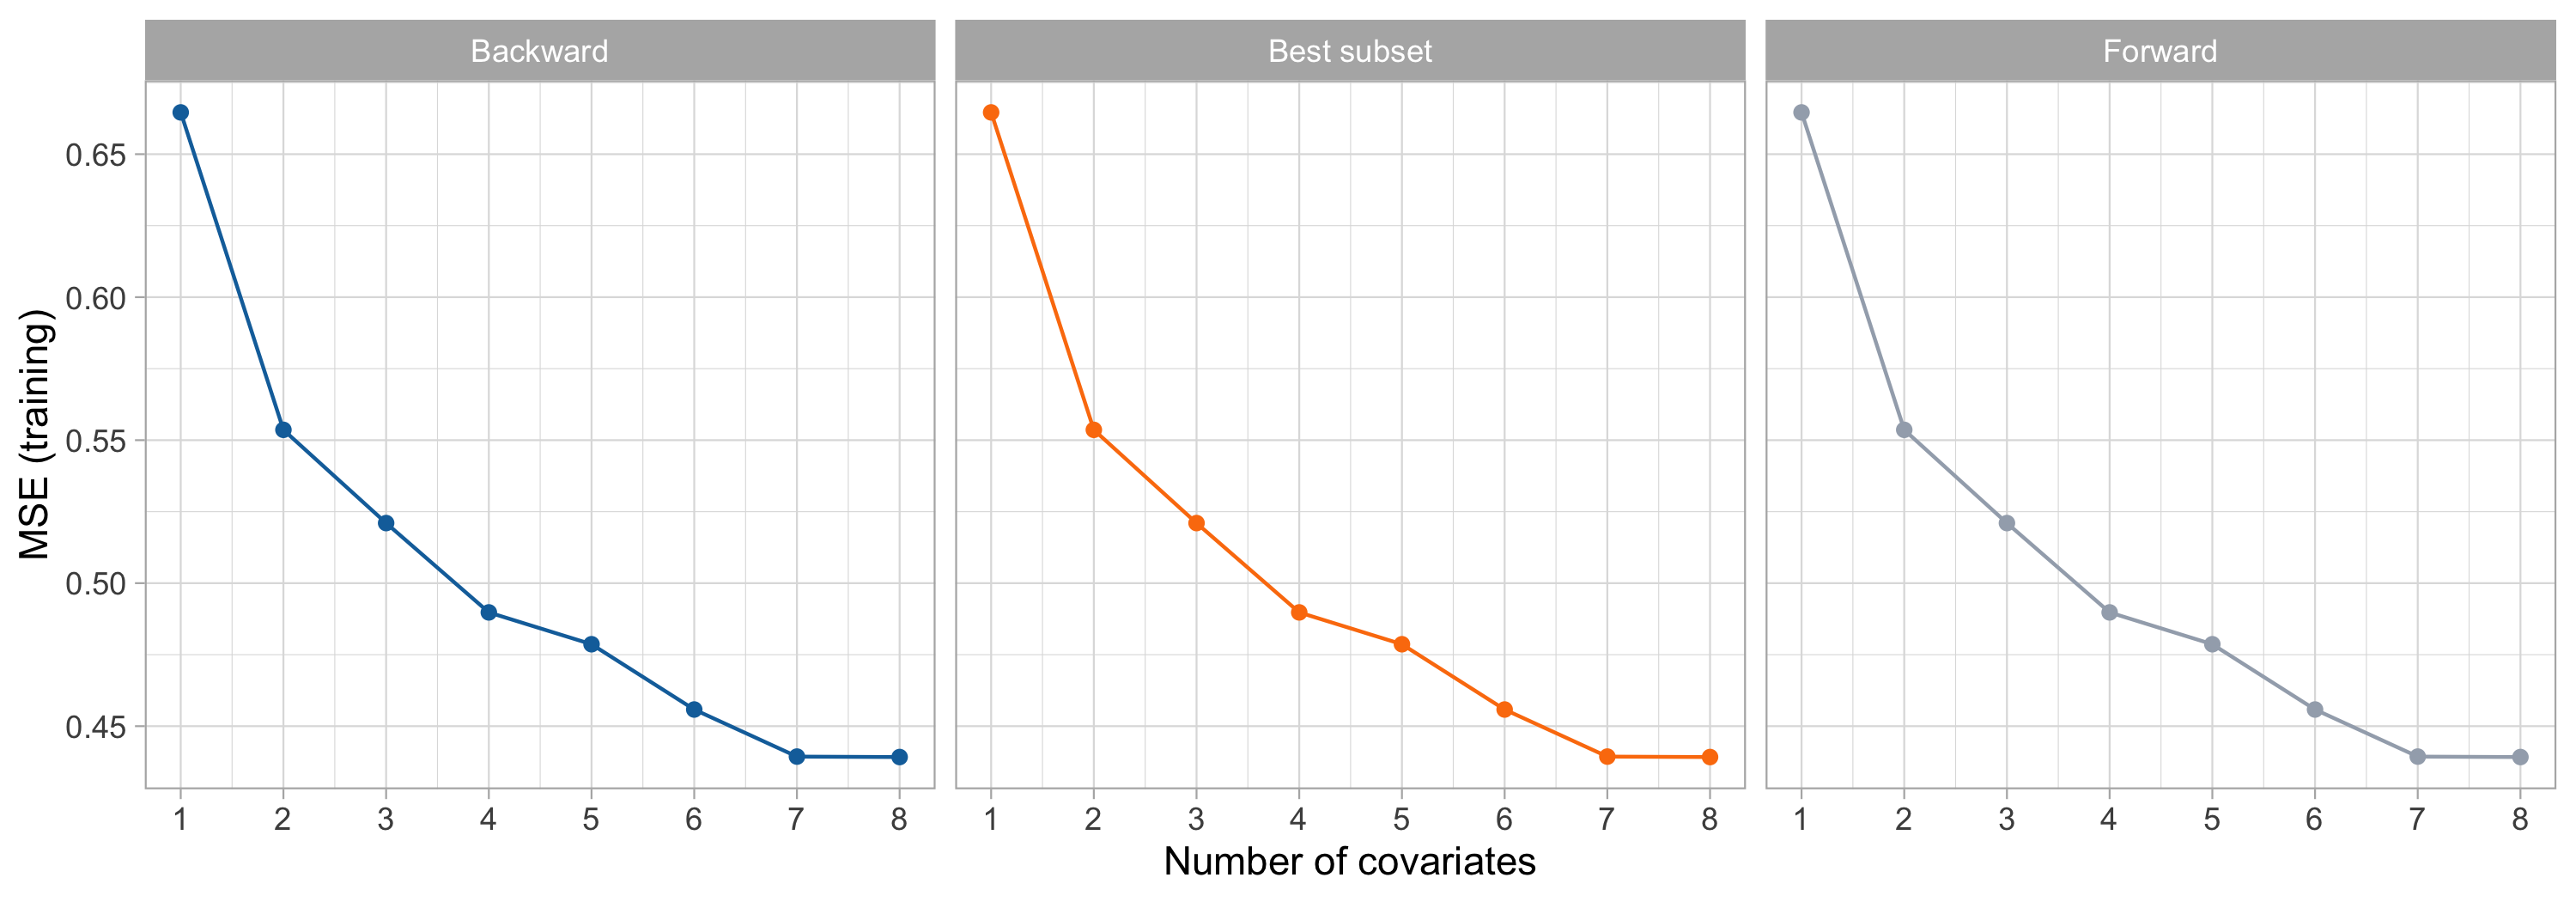 Backward Best subset Forward
MSE (training)
0.65
0.60
0.55
0.50
0.45
1 2 3 4 5 6 7 8 1 2 3 4 5 6 7 8 1 2 3 4 5 6 7 8
Number of covariates